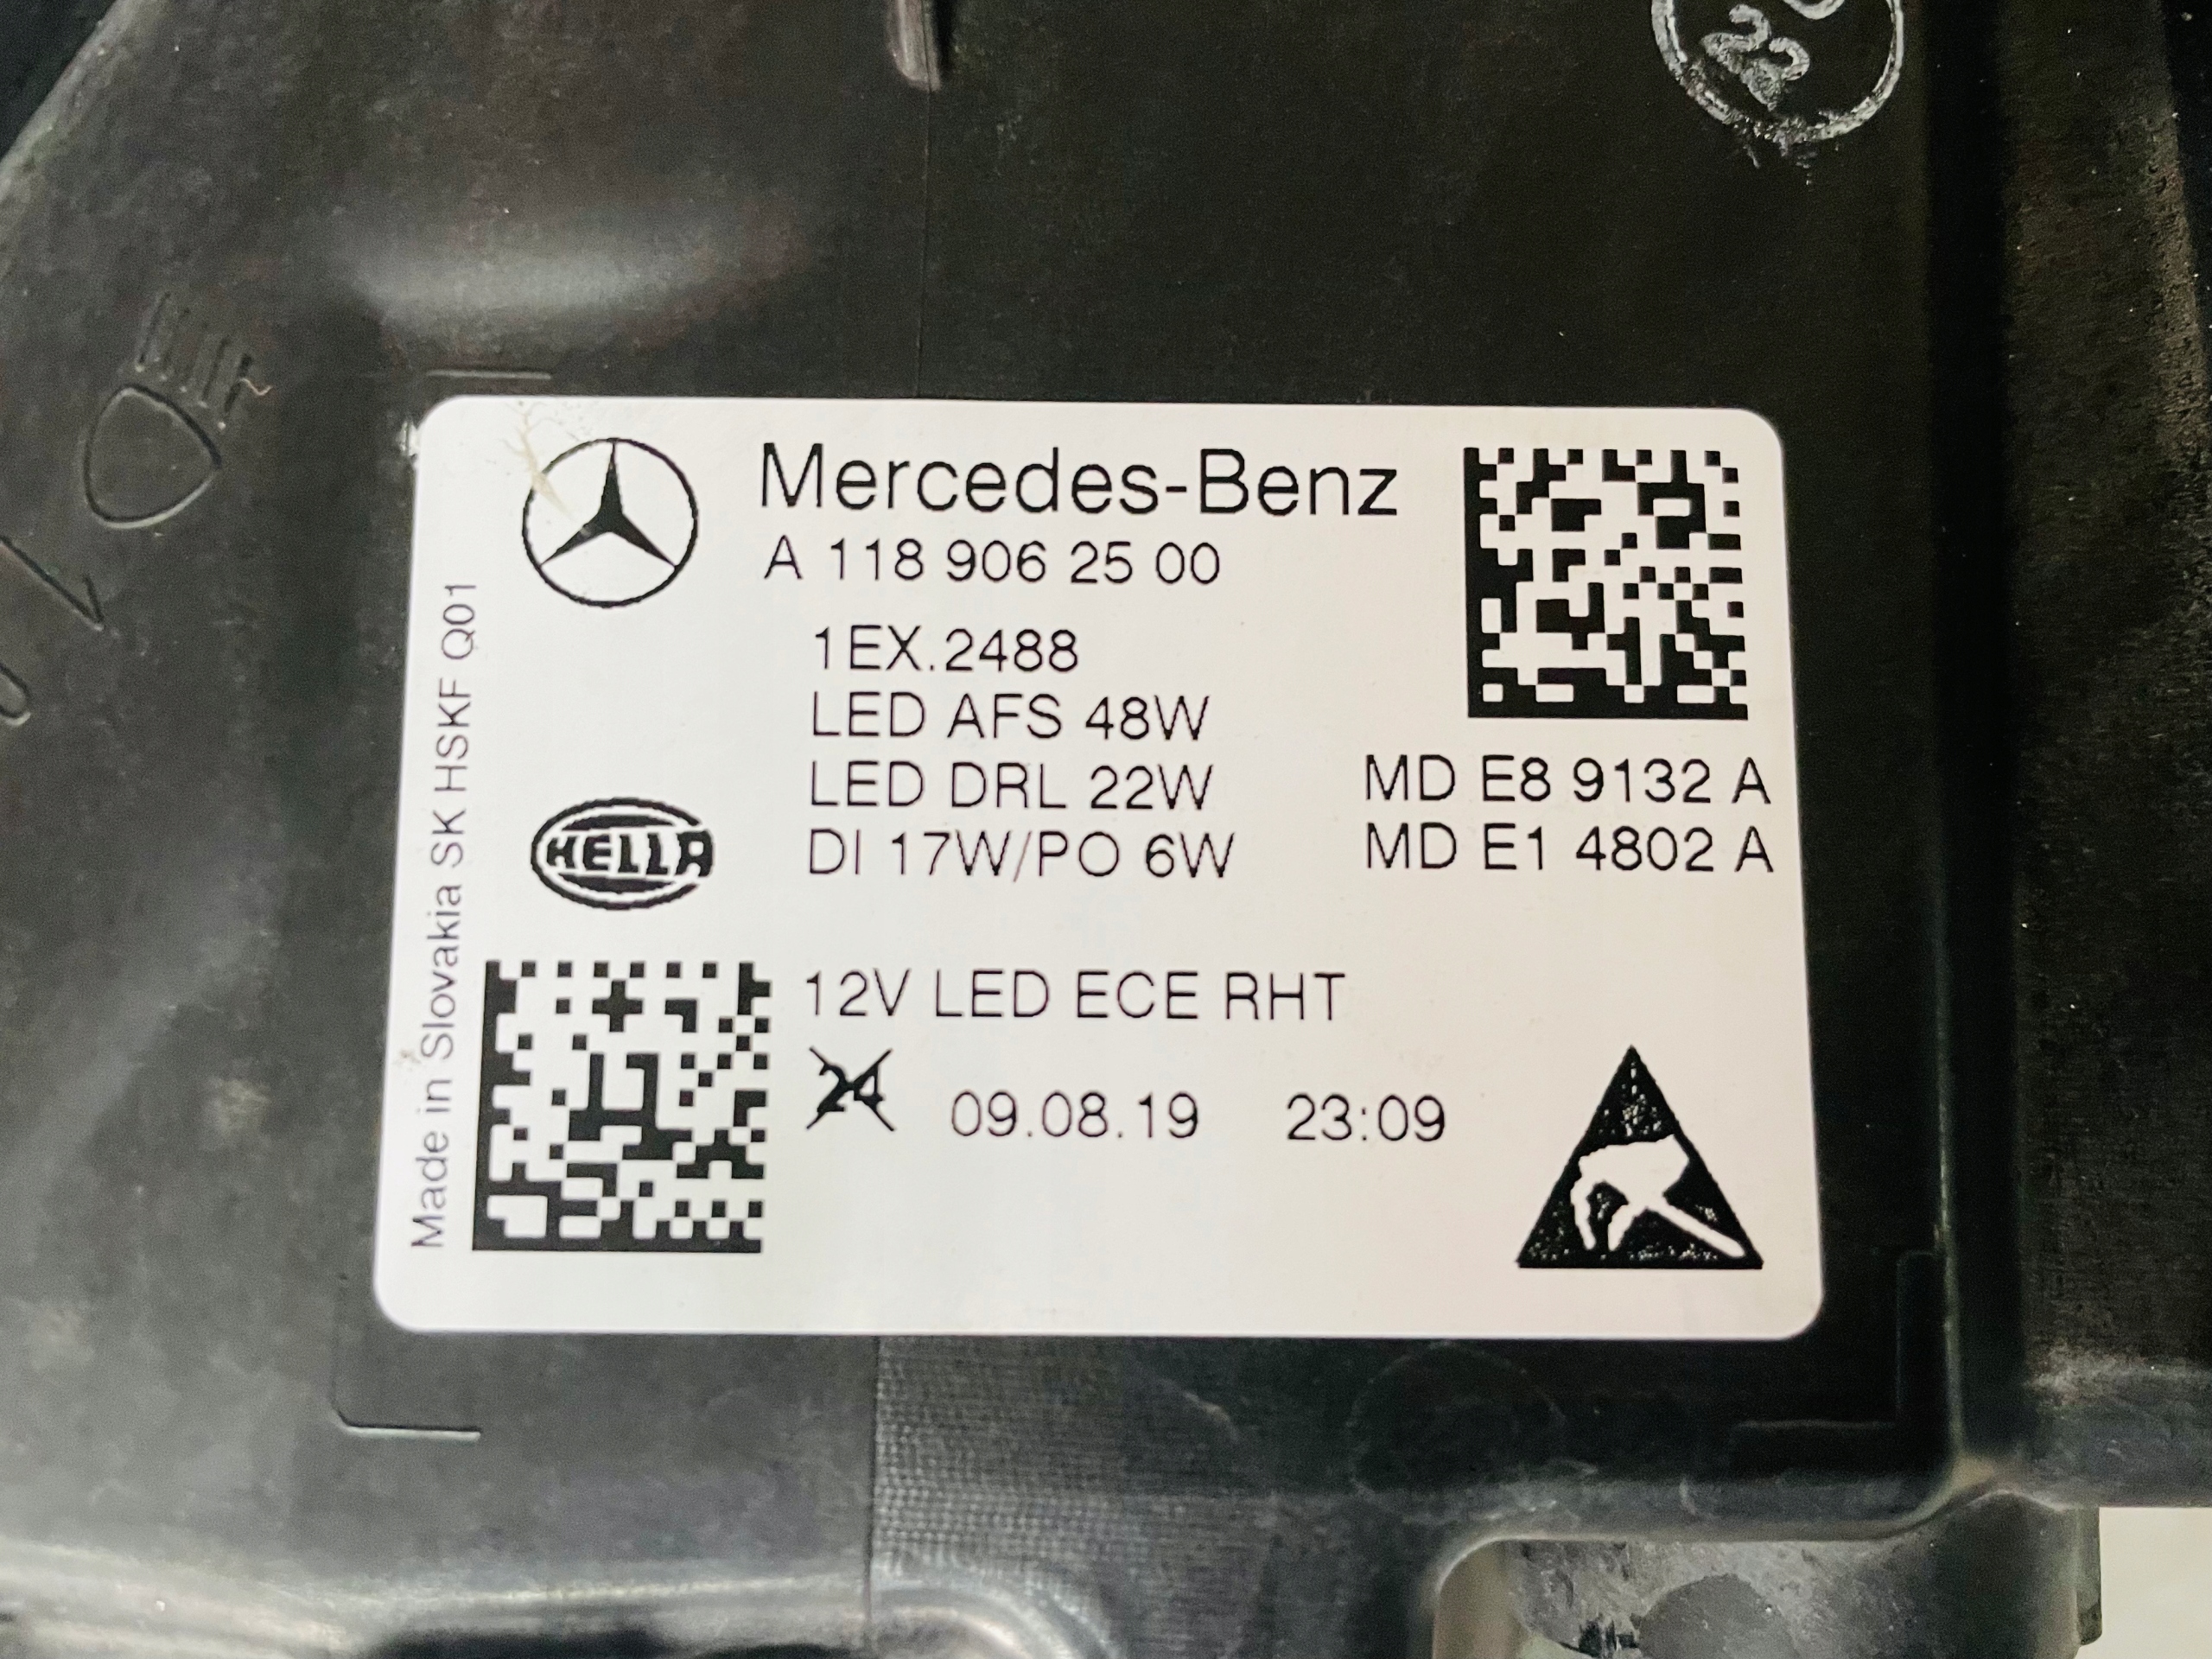 22
Mercedes-Benz
A 118 906 25 00
1EX.2488
LED AFS 48W
LED DRL 22W
DI 17W/PO 6W
MD E8 9132 A
MD E1 4802 A
HELLA
12V LED ECE RHT
24
09.08.19 23:09
Made in Slovakia SK HSKF Q01